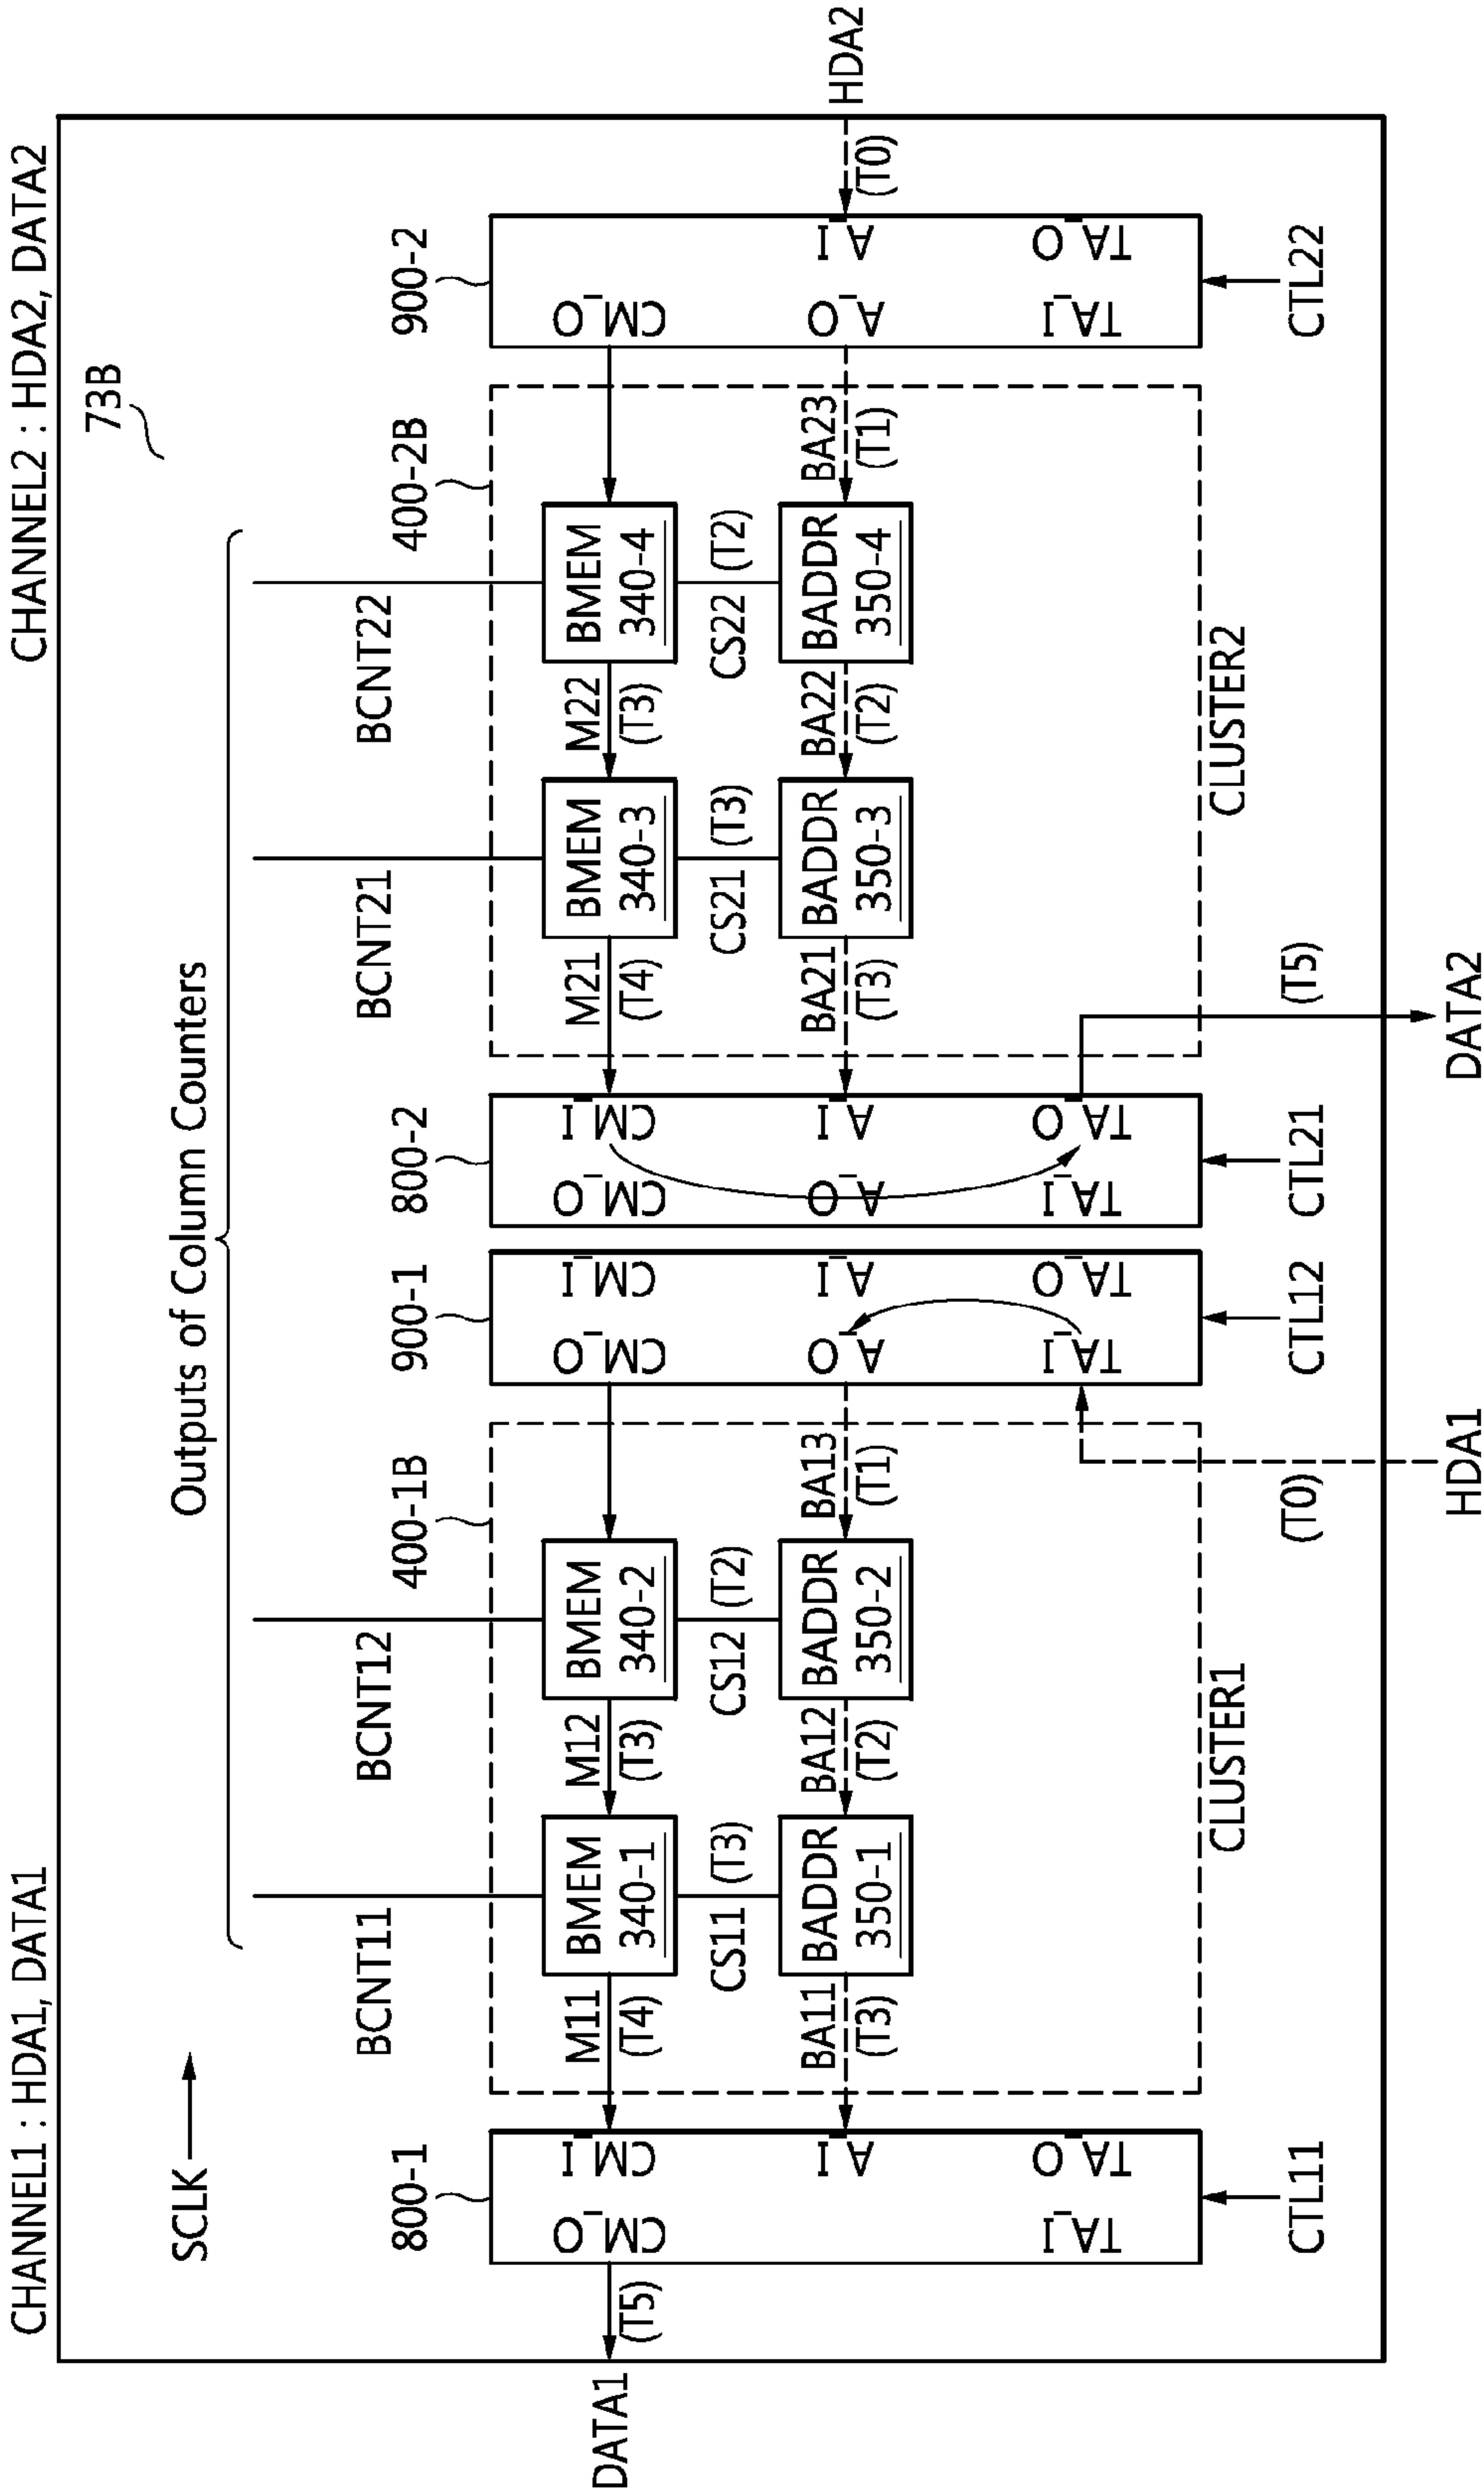 CHANNEL1 : HDA1, DATA1
CHANNEL2 : HDA2, DATA2
73B
SCLK
Outputs of Column Counters
BCNT11
BCNT12
BCNT21
BCNT22
800-1
400-1B
900-1
800-2
400-2B
900-2
DATA1
(T5)
CM_O
CM_I
A_I
TA_I
TA_O
CTL11
M11
(T4)
BMEM
340-1
M12
(T3)
BMEM
340-2
CS11
(T3)
CS12
(T2)
BA11
(T3)
BADDR
350-1
BA12
(T2)
BADDR
350-2
BA13
(T1)
CLUSTER1
CM_O
CM_I
A_O
A_I
TA_I
TA_O
CTL12
(T0)
HDA1
CM_O
CM_I
A_O
A_I
TA_I
TA_O
CTL21
(T5)
DATA2
M21
(T4)
BMEM
340-3
M22
(T3)
BMEM
340-4
CS21
(T3)
CS22
(T2)
BA21
(T3)
BADDR
350-3
BA22
(T2)
BADDR
350-4
BA23
(T1)
CLUSTER2
CM_O
A_O
A_I
TA_I
TA_O
CTL22
(T0)
HDA2